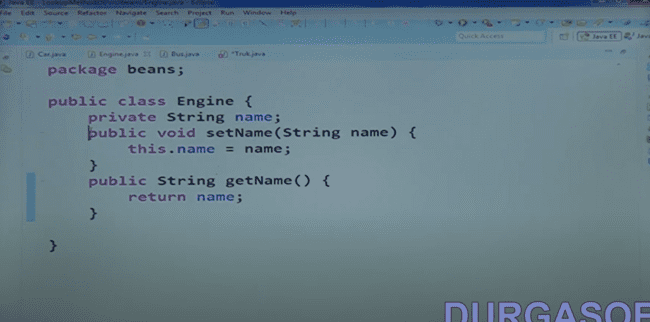 Java EE - 
File Edit Source Refactor Navigate Search Project Run Window Help
Quick Access
Java EE
Car.java Engine.java Bus.java *Truk.java
package beans;
public class Engine {
private String name;
public void setName(String name) {
this.name = name;
}
public String getName() {
return name;
}
}
DURGASOF